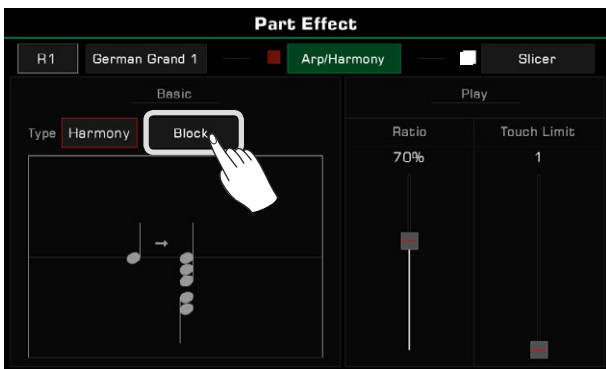 Part Effect
R1 German Grand 1 Arp/Harmony Slicer
Basic
Play
Type Harmony Block
Ratio Touch Limit
70% 1